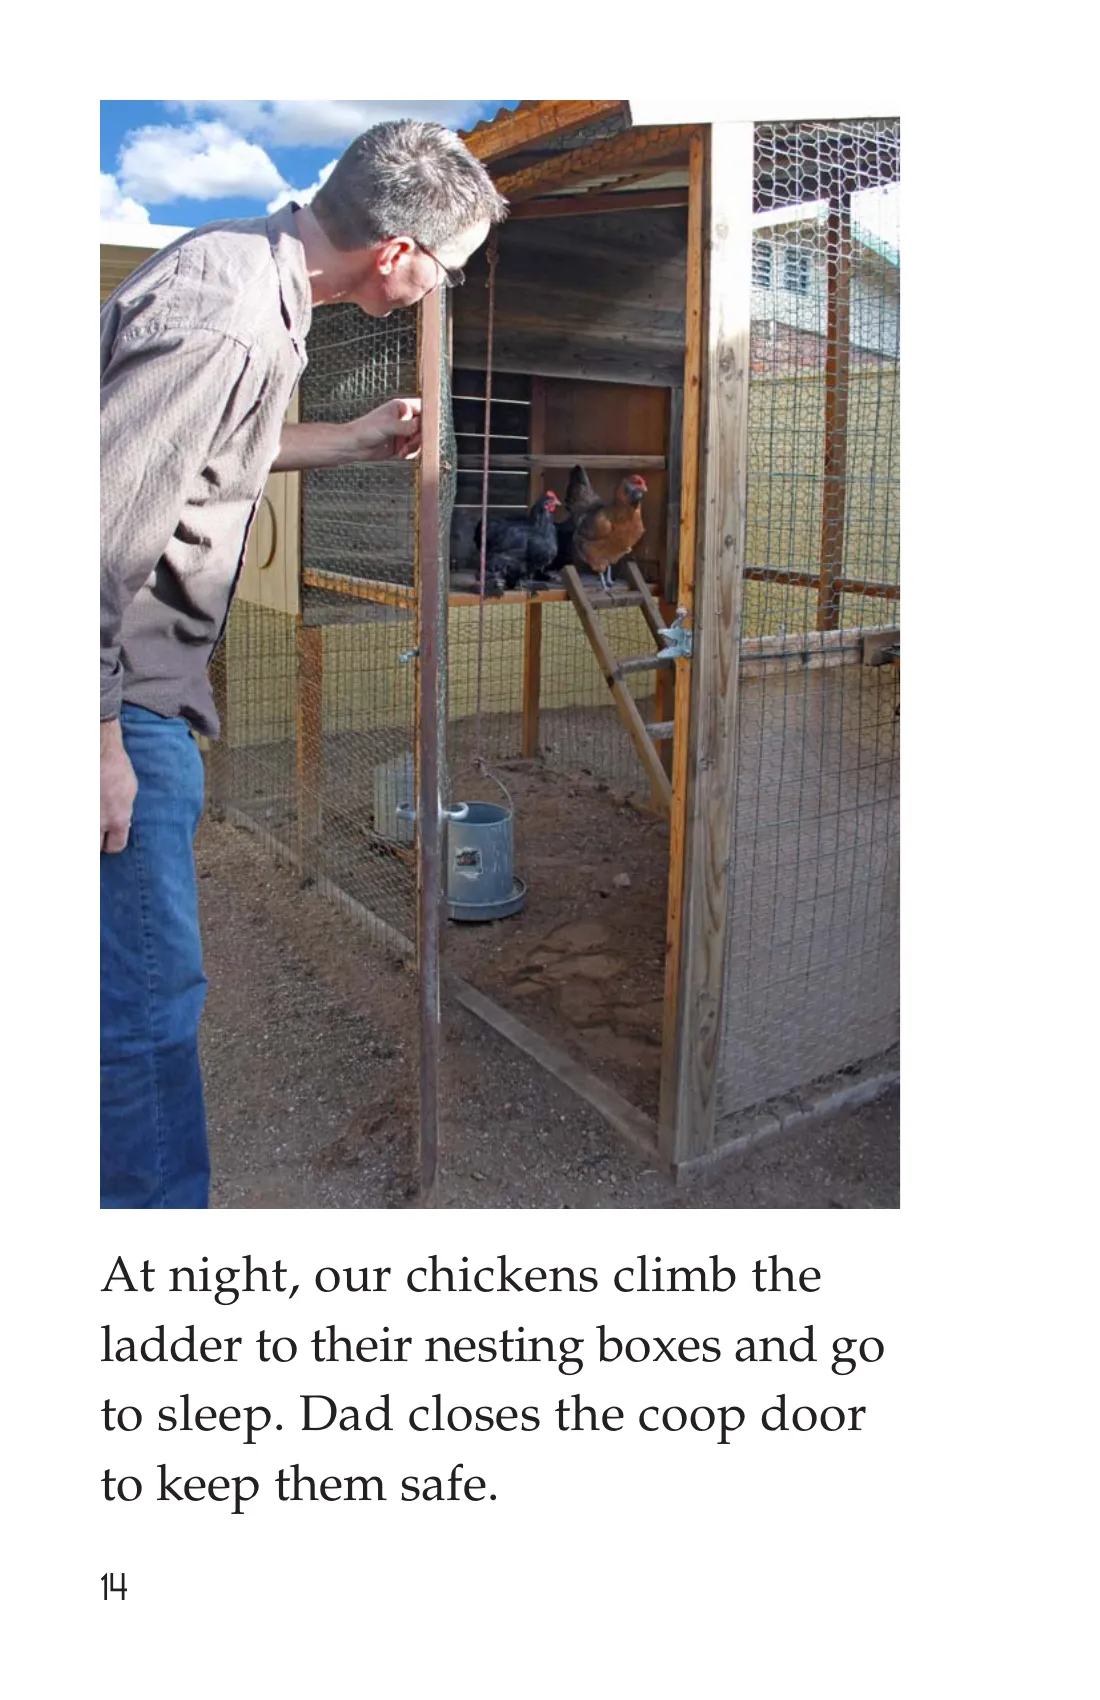 At night, our chickens climb the
ladder to their nesting boxes and go
to sleep. Dad closes the coop door
to keep them safe.
14